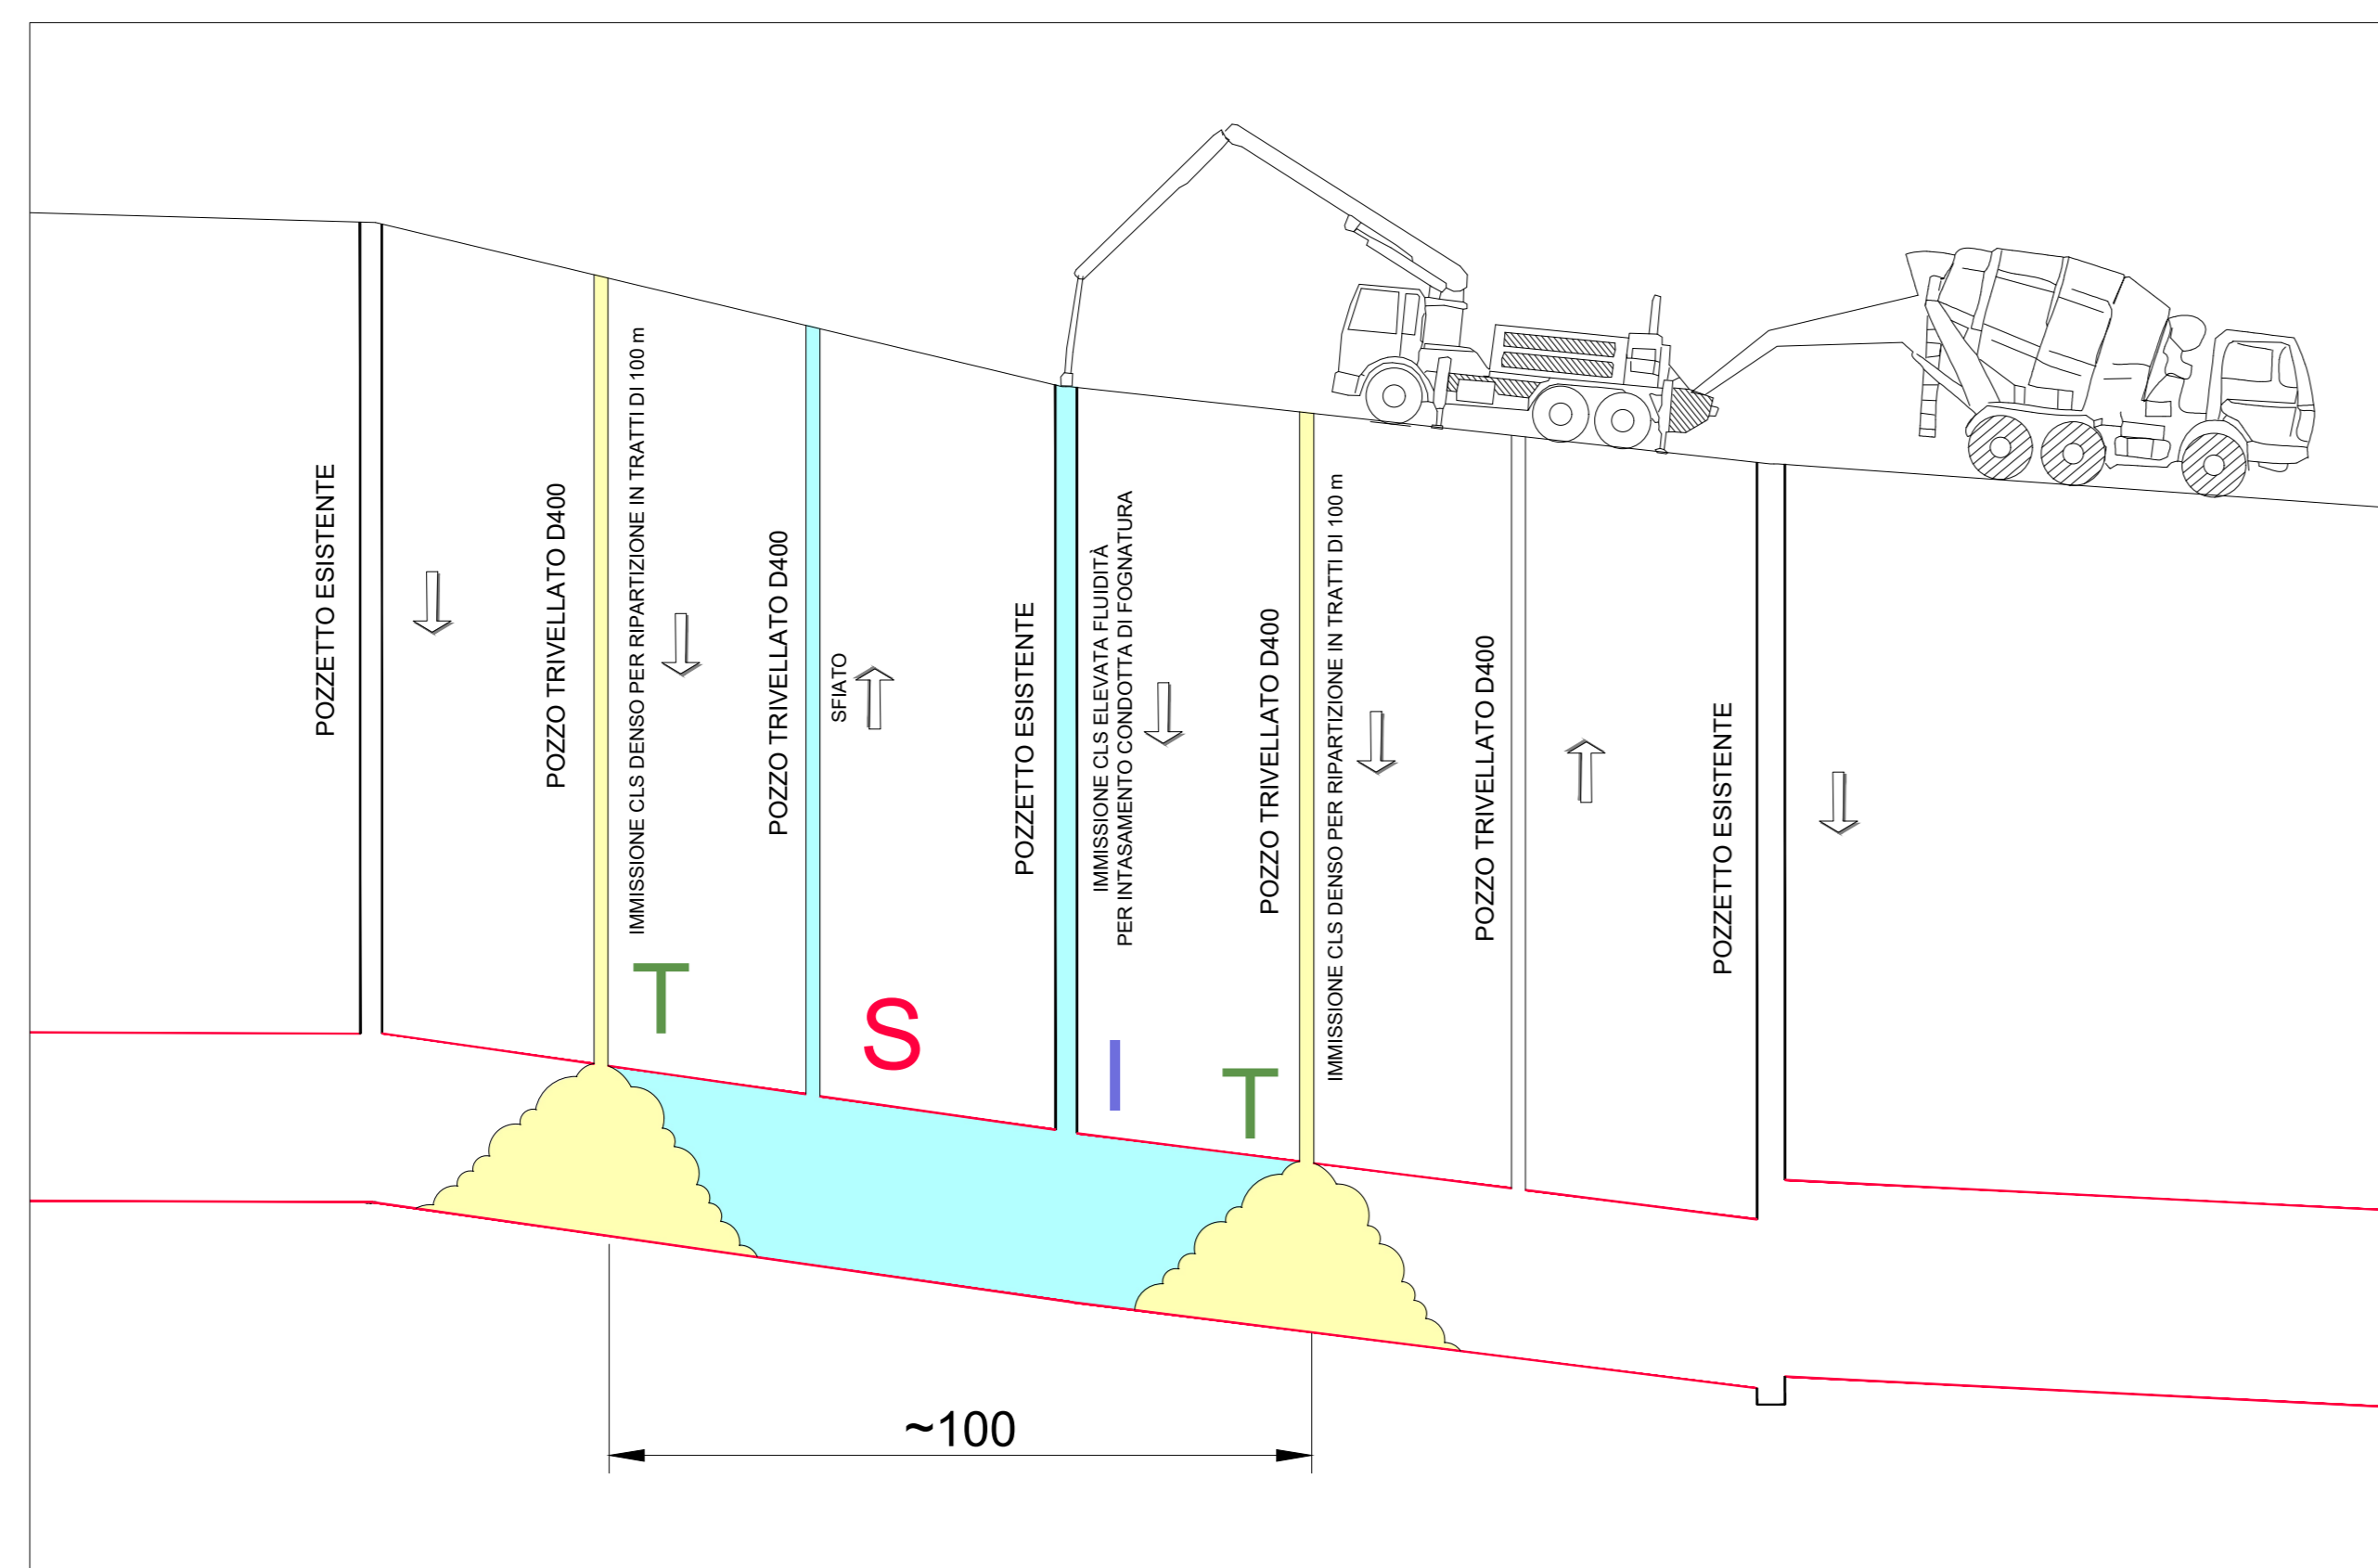 POZZETTO ESISTENTE
POZZO TRIVELLATO D400
IMMISSIONE CLS DENSO PER RIPARTIZIONE IN TRATTI DI 100 m
T
POZZO TRIVELLATO D400
SFIATO
S
POZZETTO ESISTENTE
IMMISSIONE CLS ELEVATA FLUIDITÀ
PER INTASAMENTO CONDOTTA DI FOGNATURA
I
POZZO TRIVELLATO D400
T
IMMISSIONE CLS DENSO PER RIPARTIZIONE IN TRATTI DI 100 m
POZZO TRIVELLATO D400
POZZETTO ESISTENTE
~100